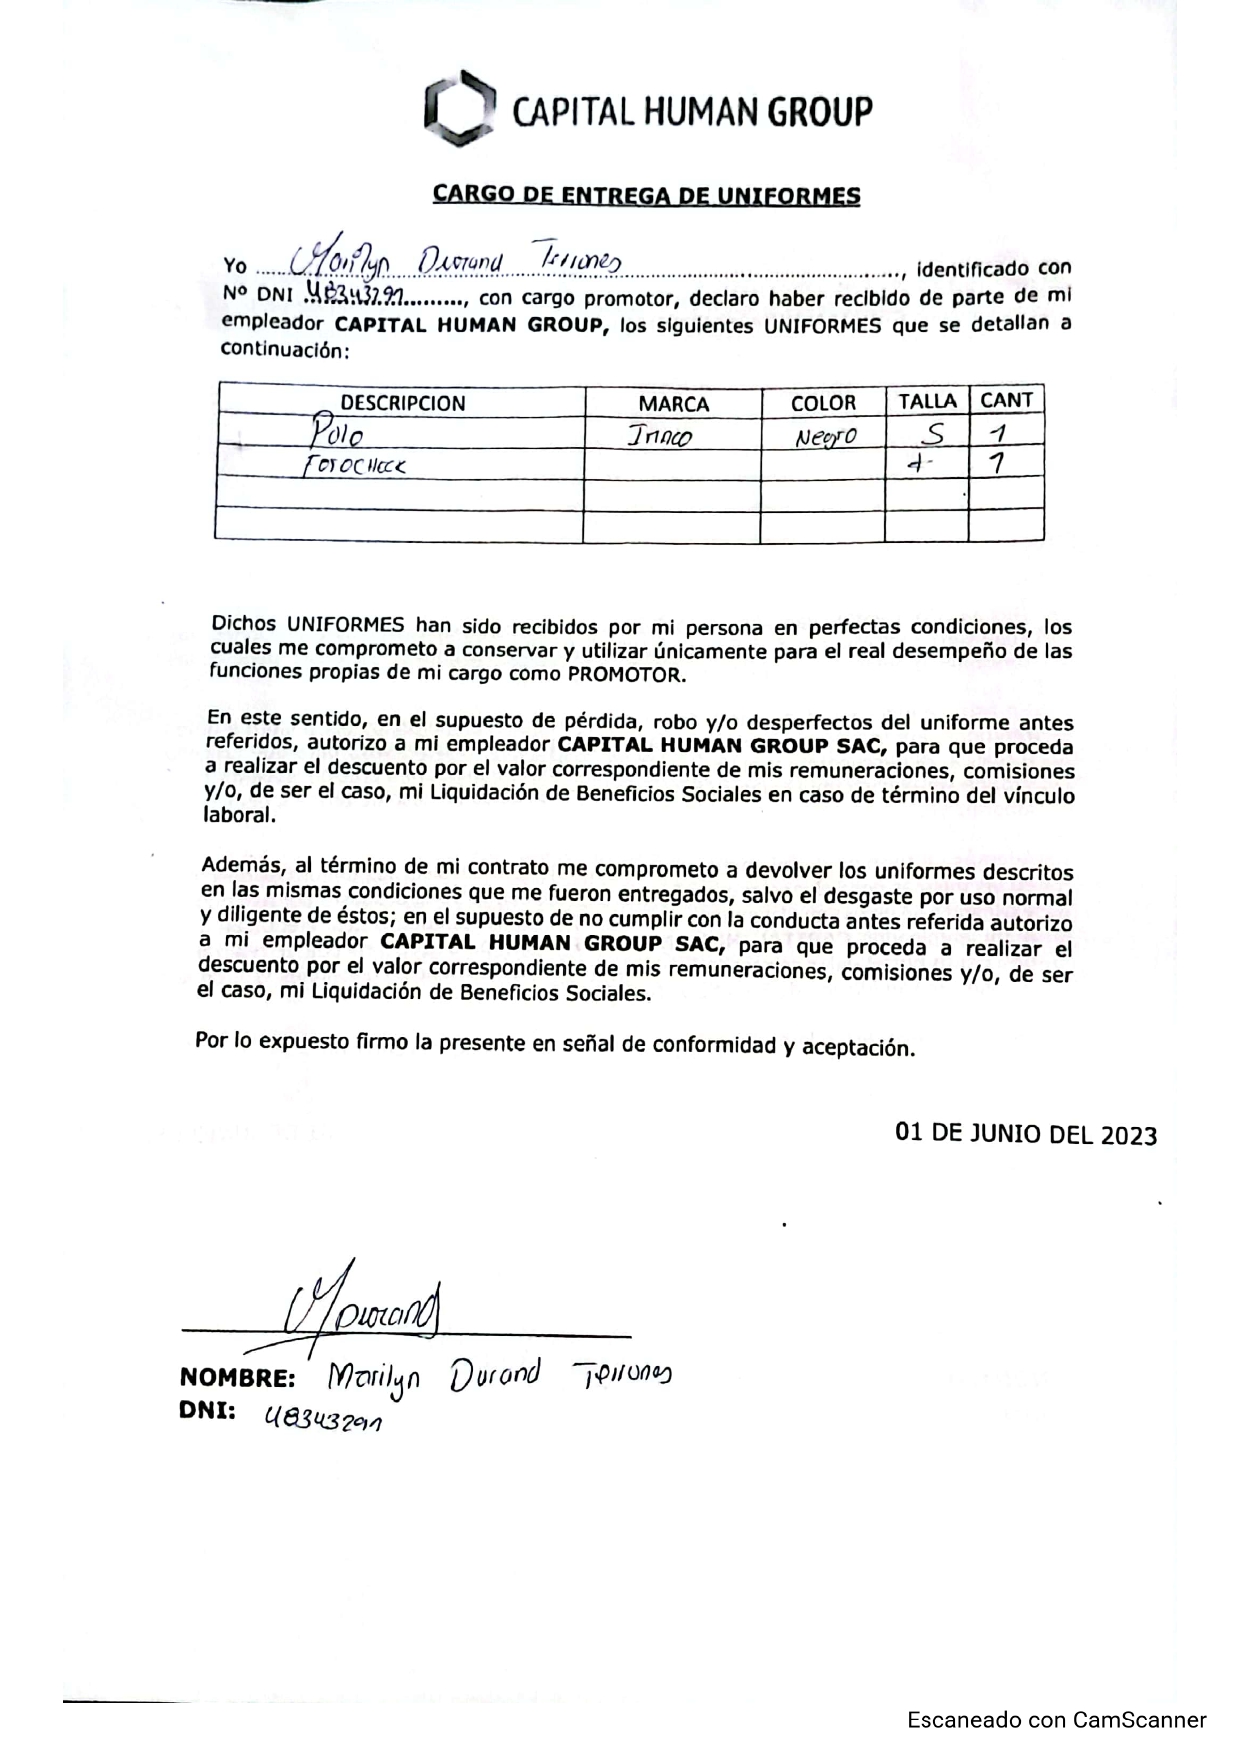 CAPITAL HUMAN GROUP
CARGO DE ENTREGA DE UNIFORMES
Yo ......Marilyn Durand Terrones......, identificado con
Nº DNI .48343291........., con cargo promotor, declaro haber recibido de parte de mi
empleador CAPITAL HUMAN GROUP, los siguientes UNIFORMES que se detallan a
continuación:
DESCRIPCION MARCA COLOR TALLA CANT
Polo Negro S 1
FOTOCHECK 1
Dichos UNIFORMES han sido recibidos por mi persona en perfectas condiciones, los
cuales me comprometo a conservar y utilizar únicamente para el real desempeño de las
funciones propias de mi cargo como PROMOTOR.
En este sentido, en el supuesto de pérdida, robo y/o desperfectos del uniforme antes
referidos, autorizo a mi empleador CAPITAL HUMAN GROUP SAC, para que proceda
a realizar el descuento por el valor correspondiente de mis remuneraciones, comisiones
y/o, de ser el caso, mi Liquidación de Beneficios Sociales en caso de término del vínculo
laboral.
Además, al término de mi contrato me comprometo a devolver los uniformes descritos
en las mismas condiciones que me fueron entregados, salvo el desgaste por uso normal
y diligente de éstos; en el supuesto de no cumplir con la conducta antes referida autorizo
a mi empleador CAPITAL HUMAN GROUP SAC, para que proceda a realizar el
descuento por el valor correspondiente de mis remuneraciones, comisiones y/o, de ser
el caso, mi Liquidación de Beneficios Sociales.
Por lo expuesto firmo la presente en señal de conformidad y aceptación.
01 DE JUNIO DEL 2023
MDurand
NOMBRE: Marilyn Durand Terrones
DNI: 48343291
Escaneado con CamScanner